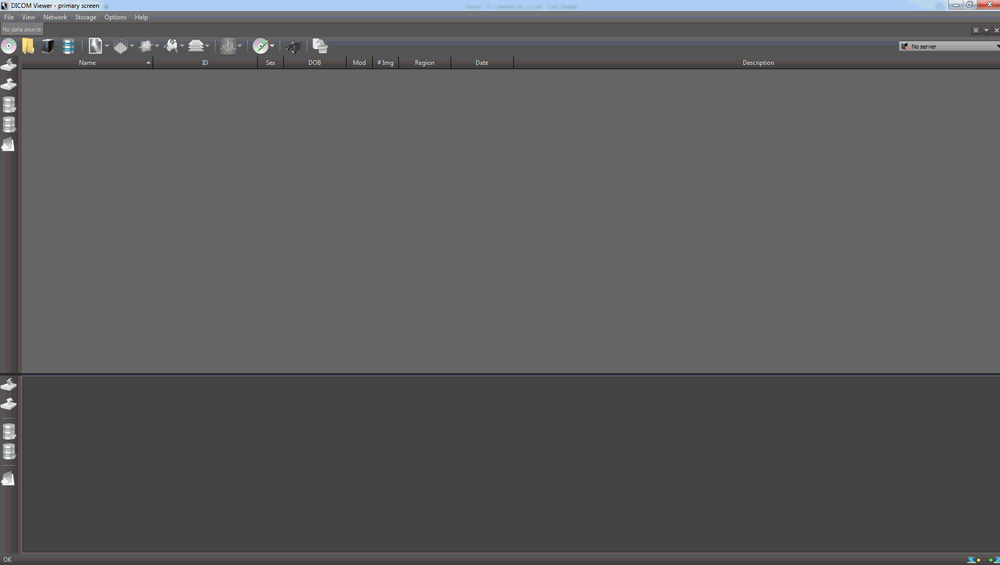 DICOM Viewer - primary screen
File View Network Storage Options Help
No data source
No server
Name ID Sex DOB Mod # Img Region Date Description
OK